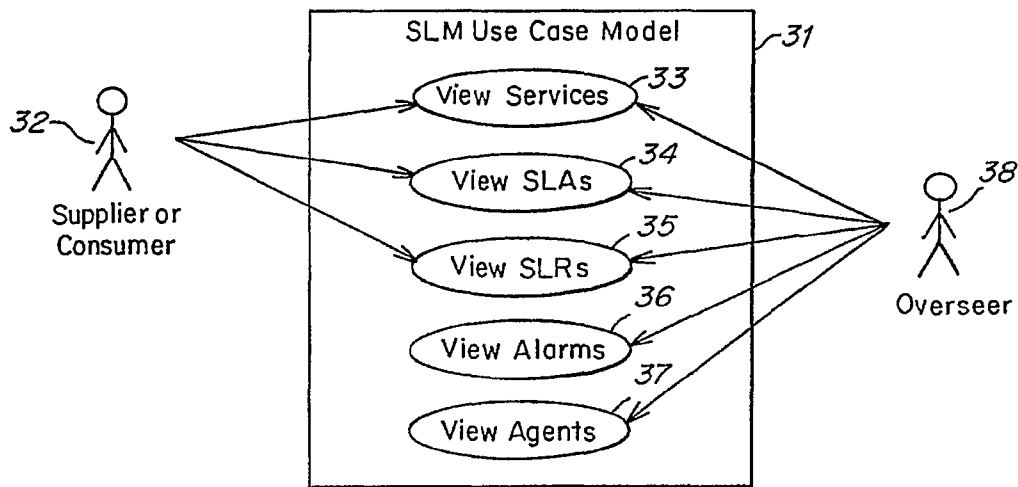 SLM Use Case Model
31
33
View Services
32
34
View SLAs
38
Supplier or
Consumer
35
View SLRs
Overseer
36
View Alarms
37
View Agents